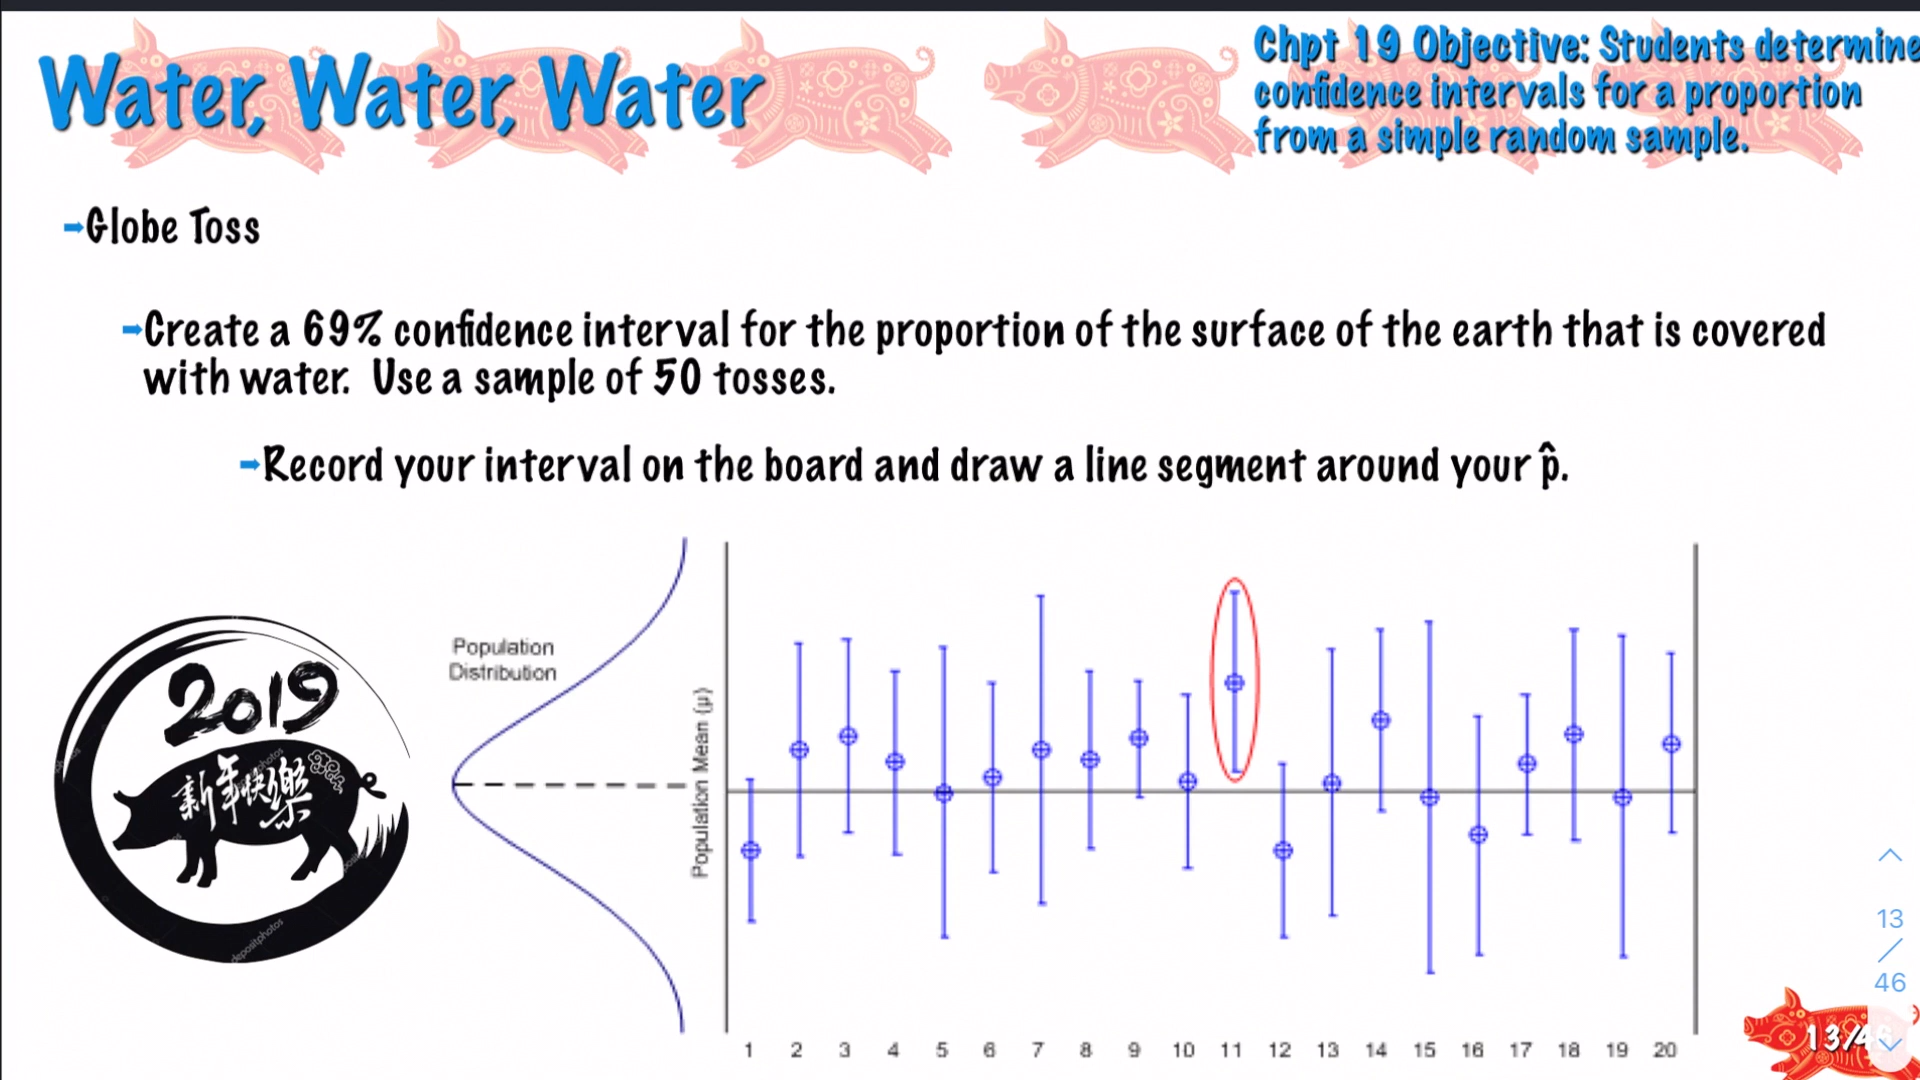 Water, Water, Water
Chpt 19 Objective: Students determine
confidence intervals for a proportion
from a simple random sample.
Globe Toss
Create a 69% confidence interval for the proportion of the surface of the earth that is covered
with water. Use a sample of 50 tosses.
Record your interval on the board and draw a line segment around your p̂.
2019
新年快樂
depositphotos
Population
Distribution
Population Mean (μ)
1 2 3 4 5 6 7 8 9 10 11 12 13 14 15 16 17 18 19 20
13
/
46
13/46